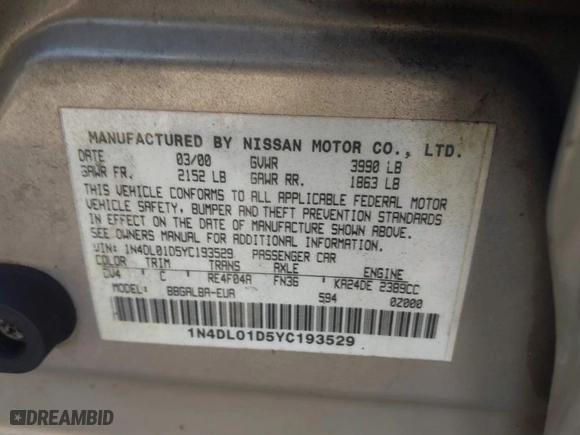 MANUFACTURED BY NISSAN MOTOR CO., LTD.
DATE 03/00 GVWR 3990 LB
GAWR FR. 2152 LB GAWR RR. 1863 LB
THIS VEHICLE CONFORMS TO ALL APPLICABLE FEDERAL MOTOR
VEHICLE SAFETY, BUMPER AND THEFT PREVENTION STANDARDS
IN EFFECT ON THE DATE OF MANUFACTURE SHOWN ABOVE.
SEE OWNERS MANUAL FOR ADDITIONAL INFORMATION.
VIN: 1N4DL01D5YC193529 PASSENGER CAR
COLOR TRIM TRANS AXLE ENGINE
CV4 C RE4F04A FN36 KA24DE 2389CC
MODEL: BBGALBA-EUA 594 02000
1N4DL01D5YC193529
DREAMBID